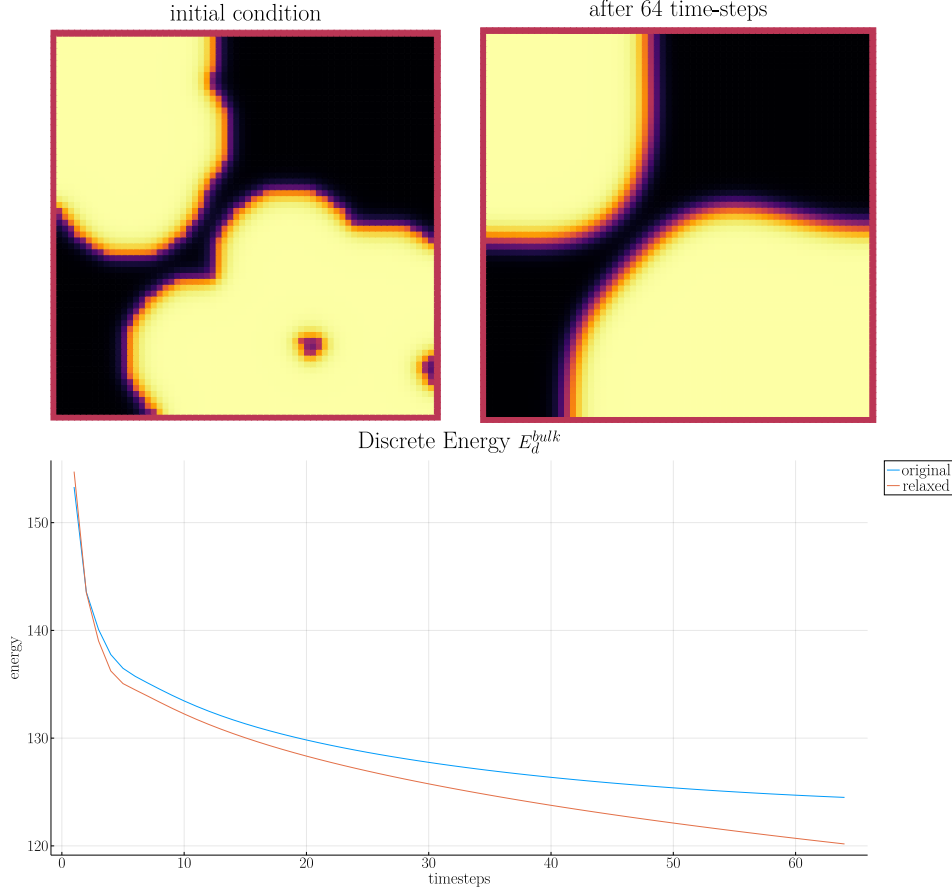 initial condition
after 64 time-steps
Discrete Energy $E_d^{bulk}$
original
relaxed
150
140
130
120
energy
0 10 20 30 40 50 60
timesteps